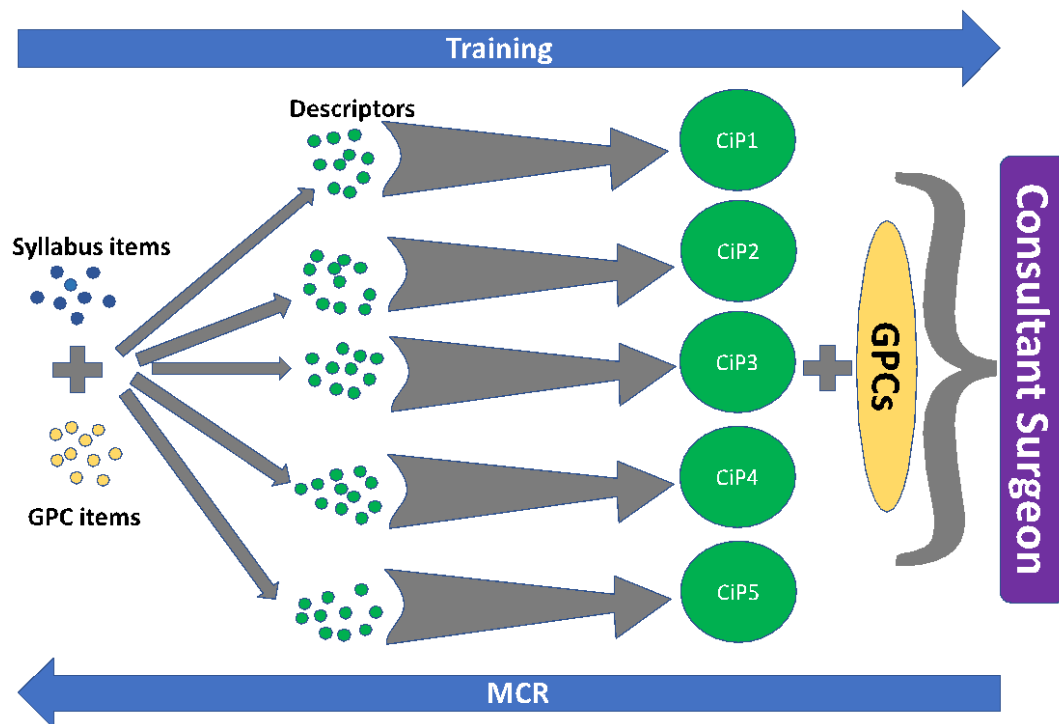 Training
Descriptors
CiP1
Syllabus items
CiP2
CiP3
GPCs
Consultant Surgeon
GPC items
CiP4
CiP5
MCR